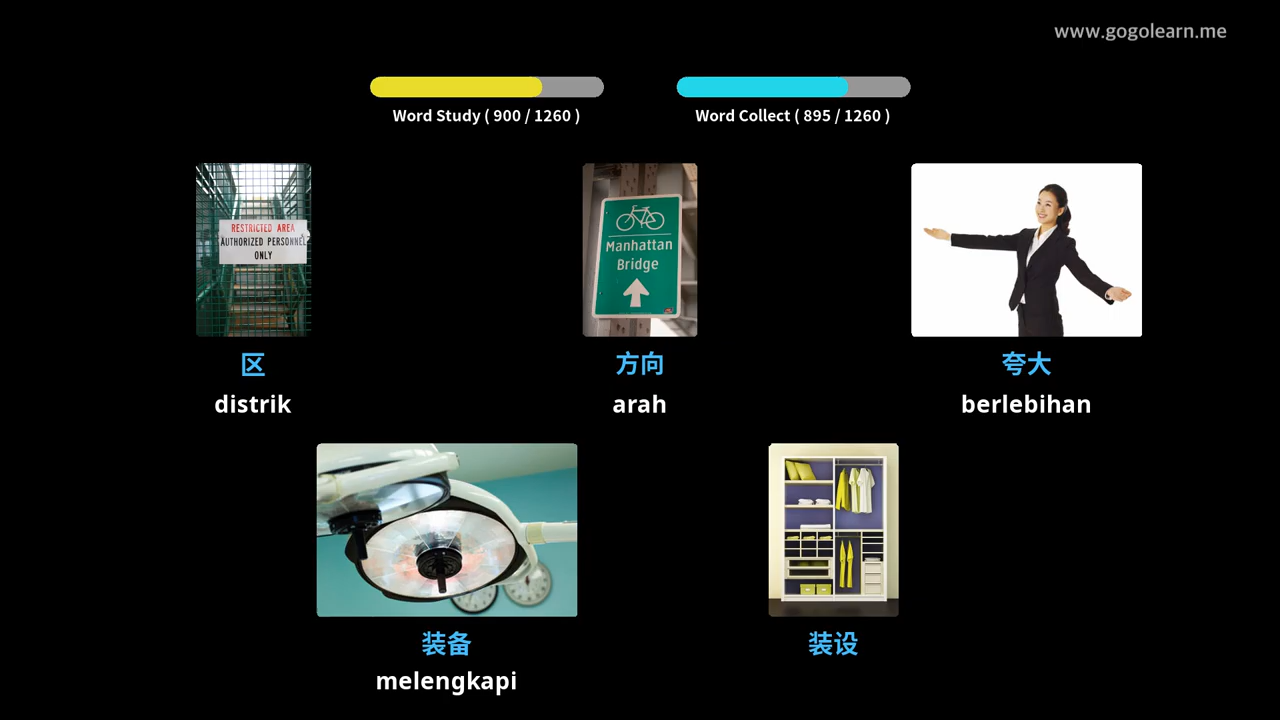 www.gogolearn.me
Word Study ( 900 / 1260 )
Word Collect ( 895 / 1260 )
RESTRICTED AREA
AUTHORIZED PERSONNEL
ONLY
Manhattan
Bridge
区
方向
夸大
distrik
arah
berlebihan
装备
装设
melengkapi